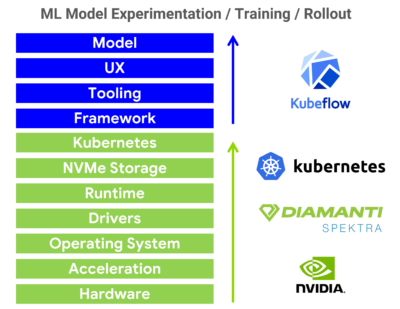 ML Model Experimentation / Training / Rollout
Model
UX
Tooling
Framework
Kubernetes
NVMe Storage
Runtime
Drivers
Operating System
Acceleration
Hardware
Kubeflow
kubernetes
DIAMANTI
SPEKTRA
NVIDIA.